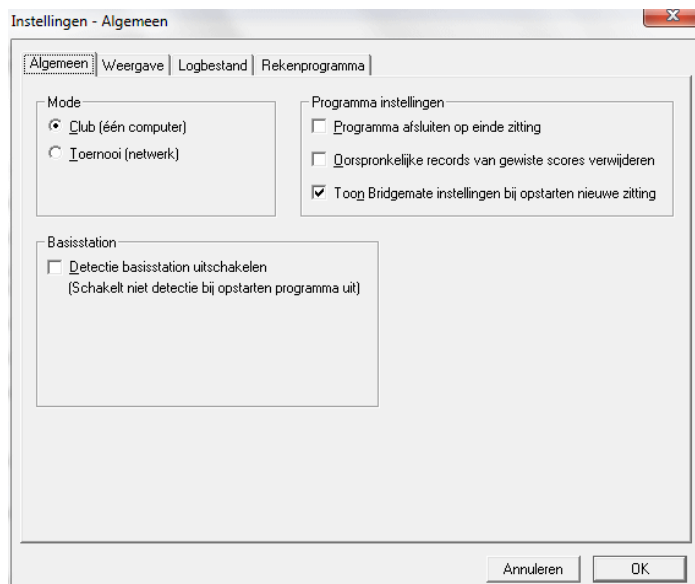 Instellingen - Algemeen
Algemeen
Weergave
Logbestand
Rekenprogramma
Mode
Club (één computer)
Toernooi (netwerk)
Programma instellingen
Programma afsluiten op einde zitting
Oorspronkelijke records van gewiste scores verwijderen
Toon Bridgemate instellingen bij opstarten nieuwe zitting
Basisstation
Detectie basisstation uitschakelen
(Schakelt niet detectie bij opstarten programma uit)
Annuleren
OK